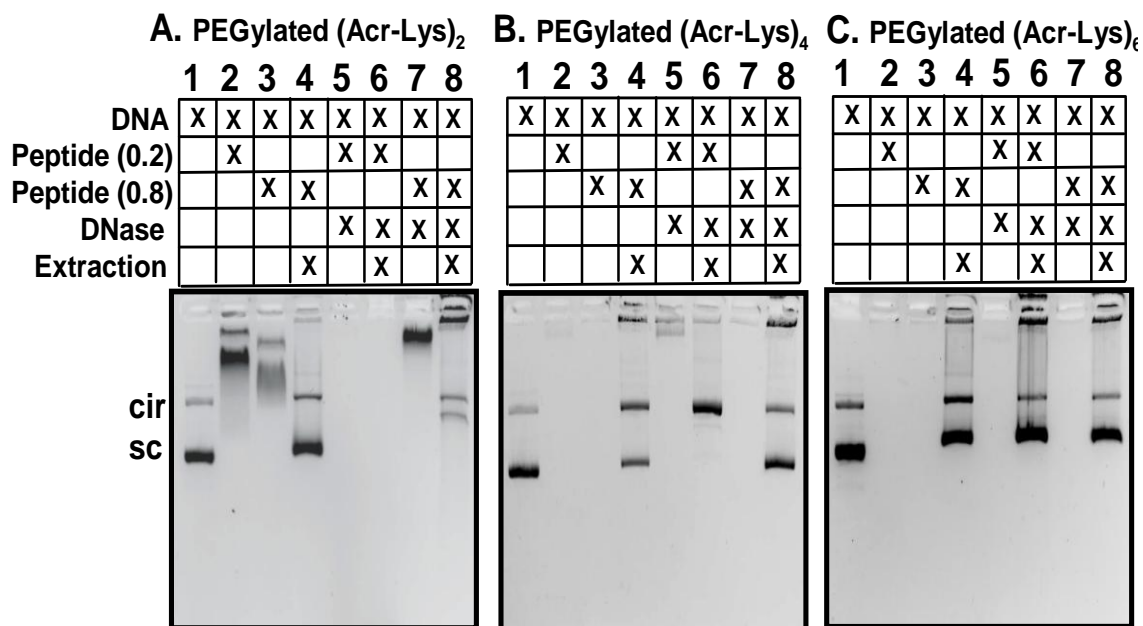 A. PEGylated (Acr-Lys)2 B. PEGylated (Acr-Lys)4 C. PEGylated (Acr-Lys)6
1 2 3 4 5 6 7 8 1 2 3 4 5 6 7 8 1 2 3 4 5 6 7 8
DNA X X X X X X X X X X X X X X X X X X X X X X X X
Peptide (0.2) X X X X X X X X X
Peptide (0.8) X X X X X X X X X X X X
DNase X X X X X X X X X X X X
Extraction X X X X X X X X X
cir
sc